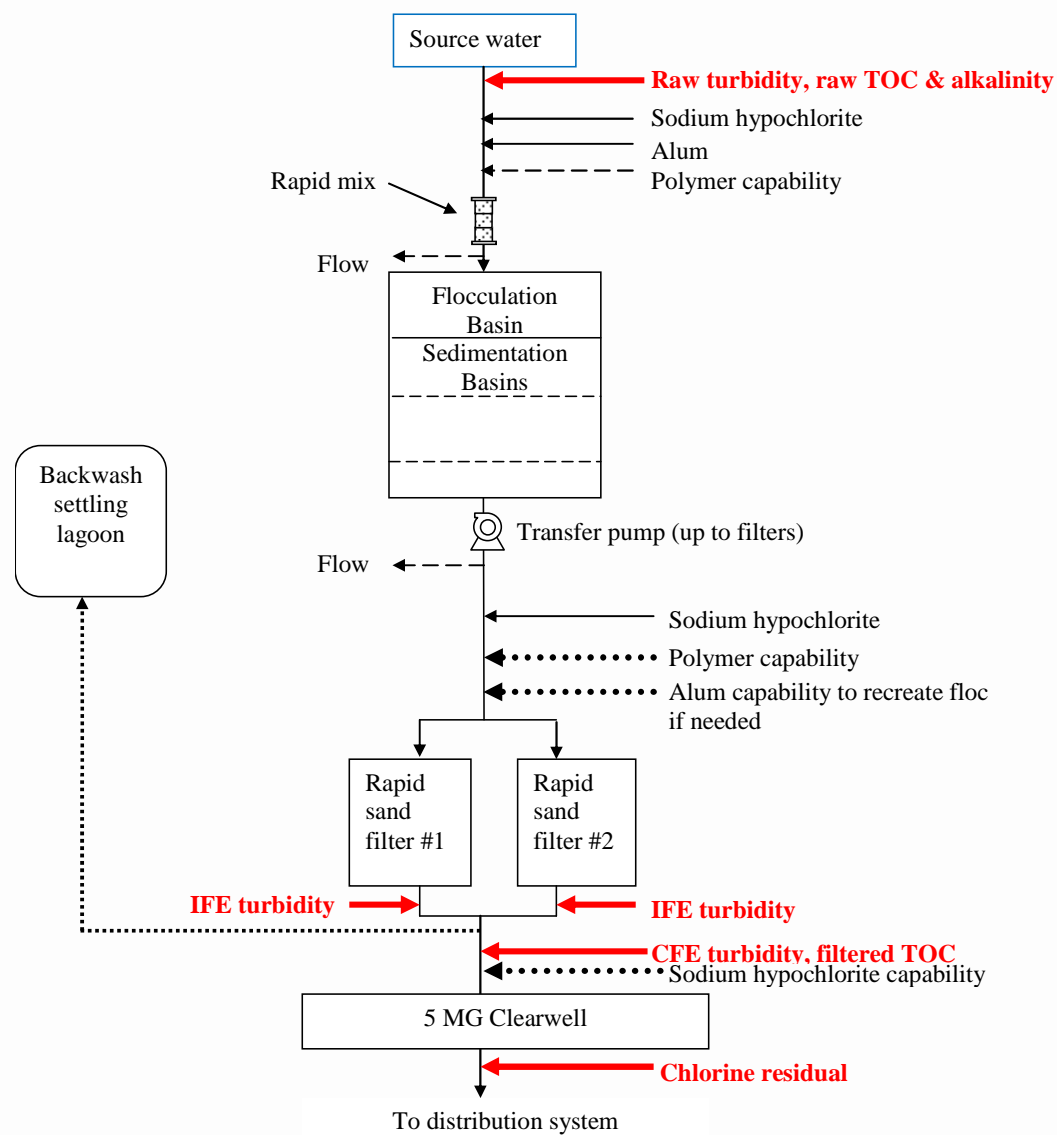 Source water
Raw turbidity, raw TOC & alkalinity
Sodium hypochlorite
Alum
Polymer capability
Rapid mix
Flow
Flocculation
Basin
Sedimentation
Basins
Backwash
settling
lagoon
Transfer pump (up to filters)
Flow
Sodium hypochlorite
Polymer capability
Alum capability to recreate floc
if needed
Rapid
sand
filter #1
Rapid
sand
filter #2
IFE turbidity
IFE turbidity
CFE turbidity, filtered TOC
Sodium hypochlorite capability
5 MG Clearwell
Chlorine residual
To distribution system